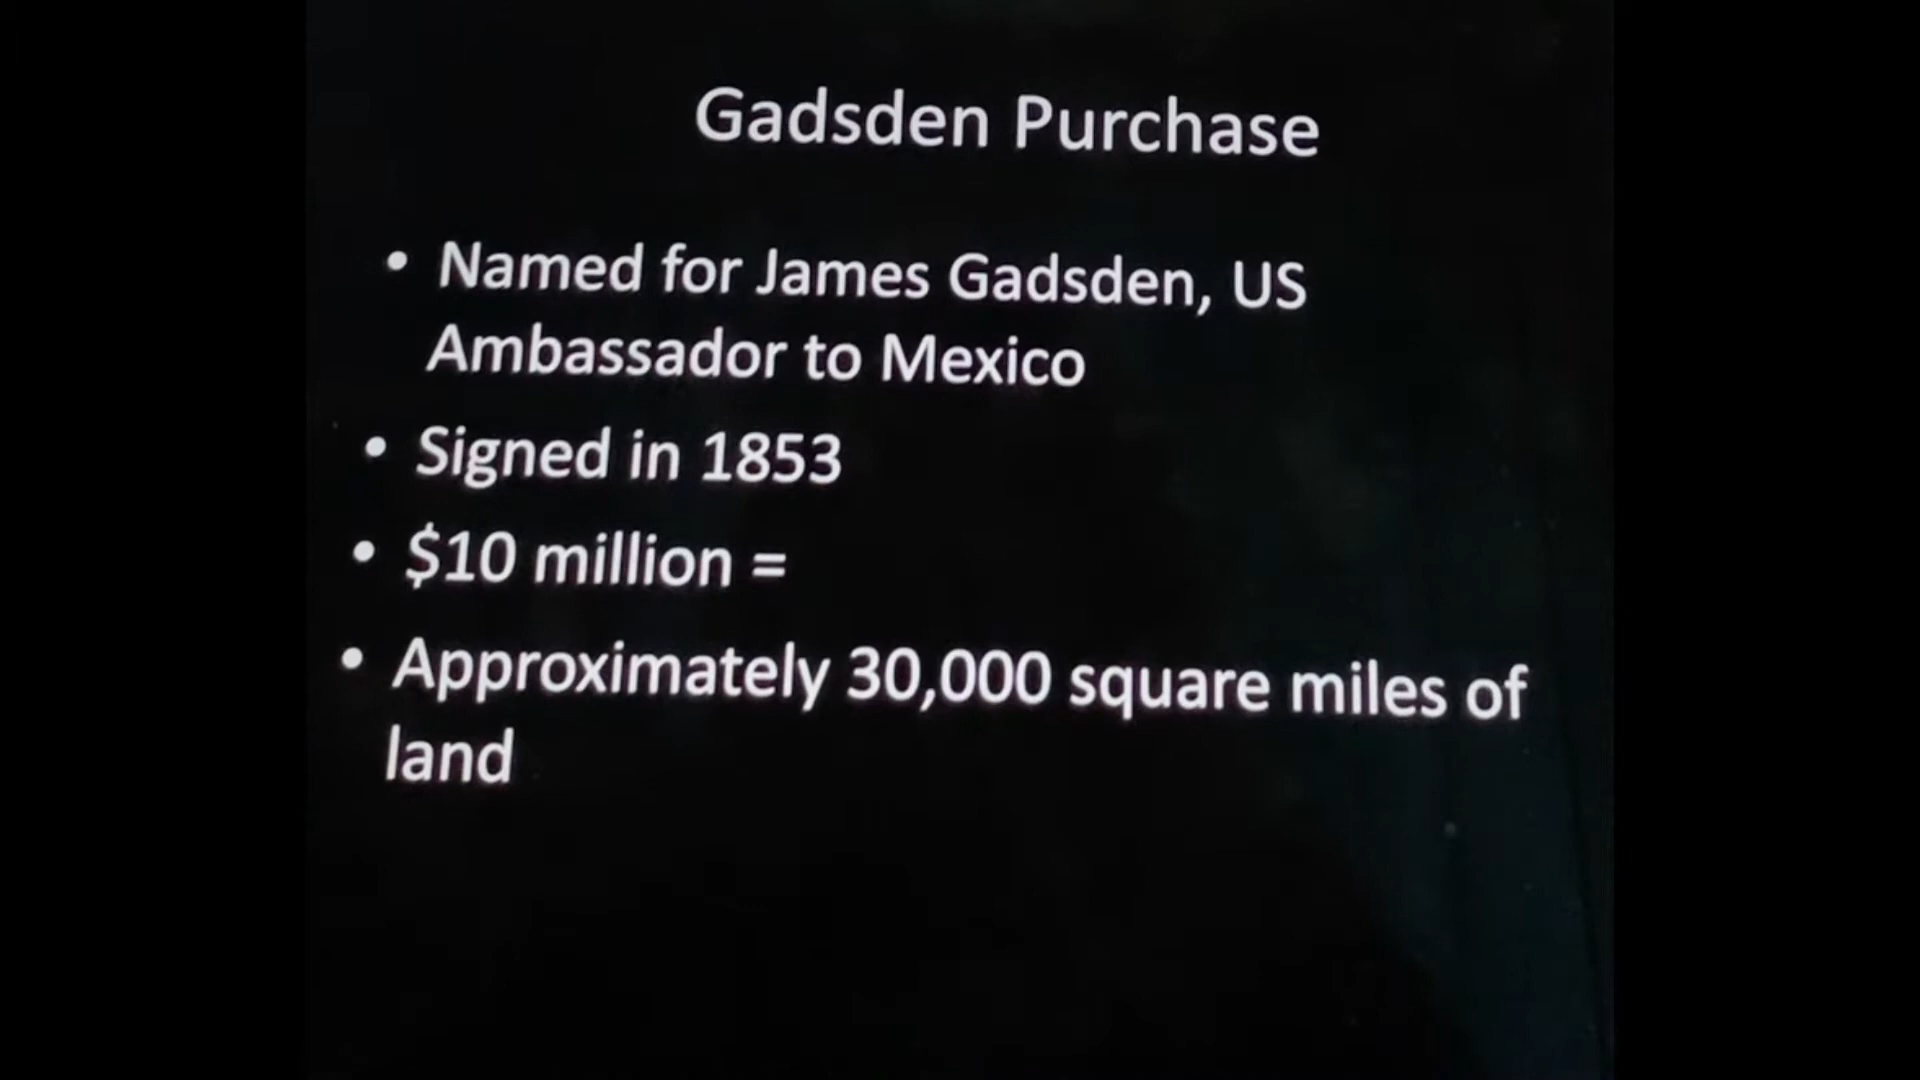 Gadsden Purchase
• Named for James Gadsden, US
Ambassador to Mexico
• Signed in 1853
• $10 million =
• Approximately 30,000 square miles of
land